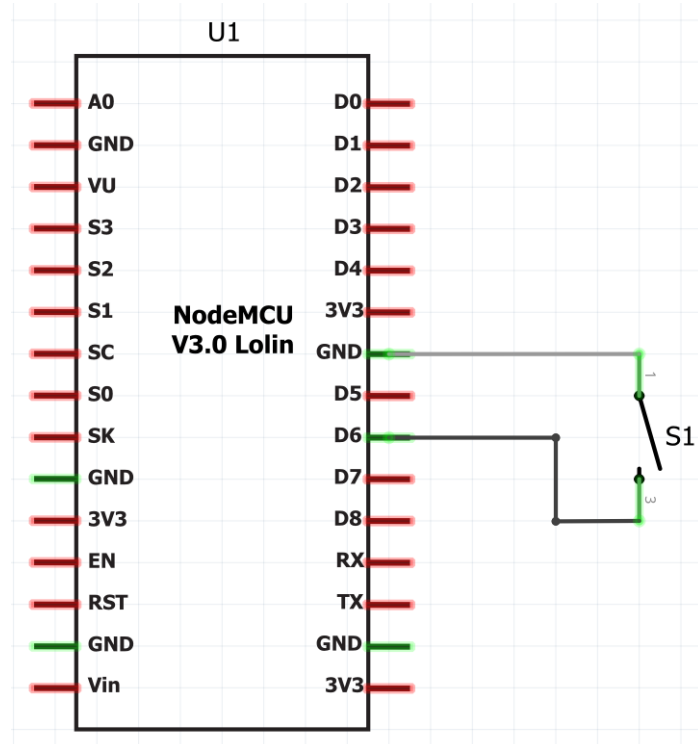 U1
A0
GND
VU
S3
S2
S1
SC
S0
SK
GND
3V3
EN
RST
GND
Vin
NodeMCU
V3.0 Lolin
D0
D1
D2
D3
D4
3V3
GND
D5
D6
D7
D8
RX
TX
GND
3V3
1
S1
3